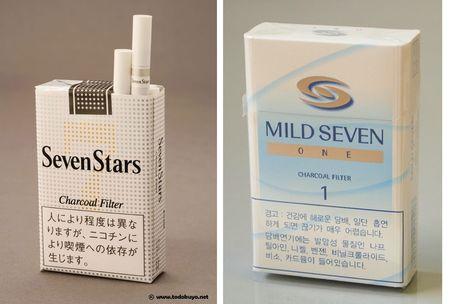 Seven Stars
SevenStars
Charcoal Filter
人により程度は異な
りますが、ニコチンに
より喫煙への依存が
生じます。
© www.todobuyo.net
MILD SEVEN
ONE
CHARCOAL FILTER
1
경고 : 건강에 해로운 담배, 일단 흡연
하게 되면 끊기가 매우 어렵습니다.
담배연기에는 발암성 물질인 나프
틸아민, 니켈, 벤젠, 비닐크롤라이드,
비소, 카드뮴이 들어있습니다.